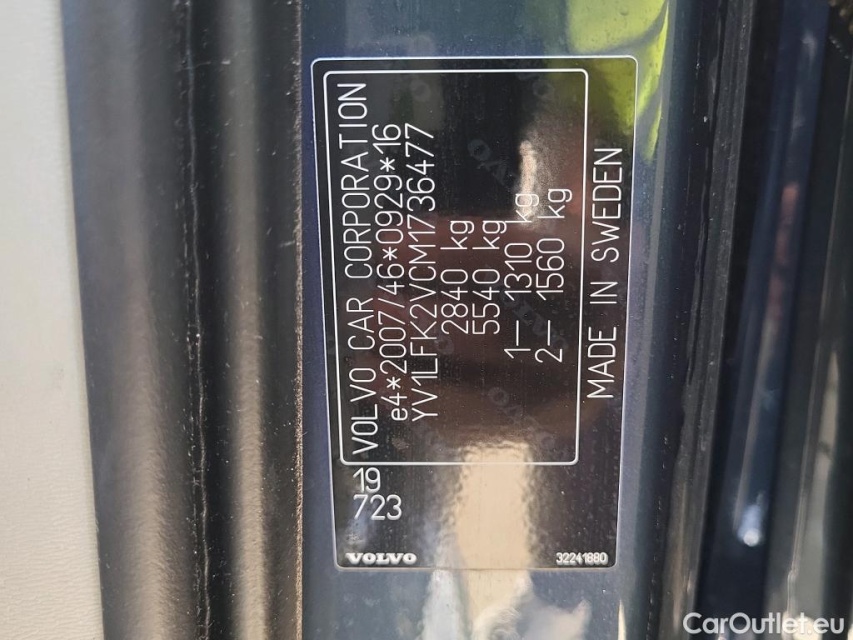 VOLVO CAR CORPORATION
e4*2007/46*0929*16
YV1LFK2VCM1736477
2840 kg
5540 kg
1– 1310 kg
2– 1560 kg
MADE IN SWEDEN
19
723
VOLVO
32241880
CarOutlet.eu